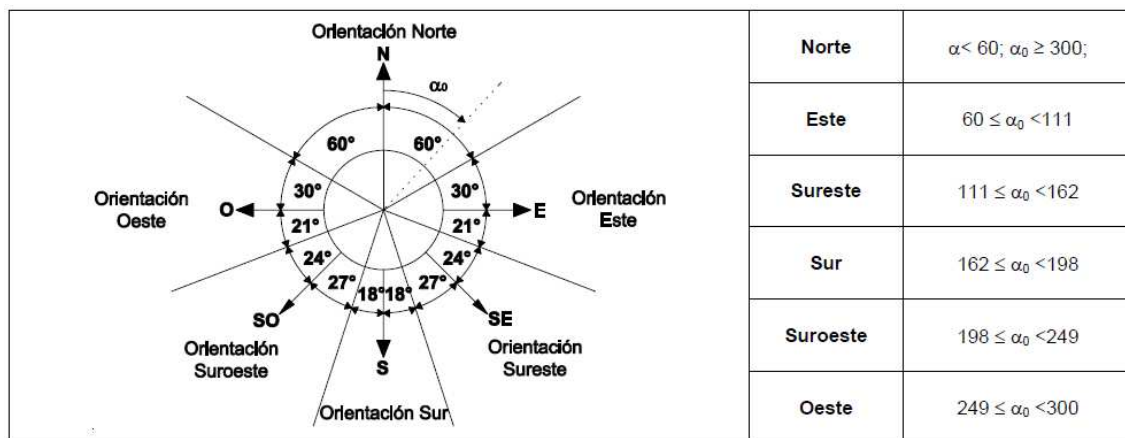 Orientación Norte
N
α₀
60° 60°
30° 30°
Orientación
Oeste
O
E
Orientación
Este
21° 21°
24° 24°
27° 18° 18° 27°
SO
SE
Orientación
Suroeste
S
Orientación
Sureste
Orientación Sur
Norte α< 60; α₀ ≥ 300;
Este 60 ≤ α₀ <111
Sureste 111 ≤ α₀ <162
Sur 162 ≤ α₀ <198
Suroeste 198 ≤ α₀ <249
Oeste 249 ≤ α₀ <300